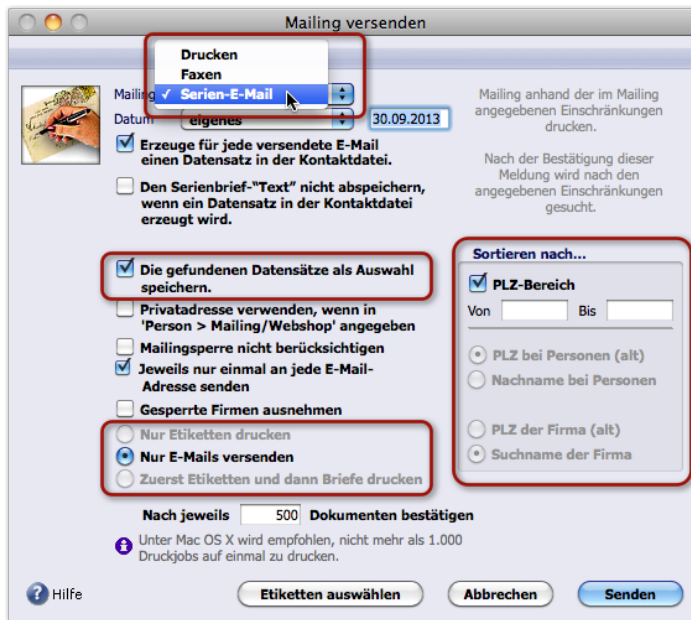 Mailing versenden
Drucken
Faxen
✓ Serien-E-Mail
Mailing
Datum eigenes 30.09.2013
Erzeuge für jede versendete E-Mail
einen Datensatz in der Kontaktdatei.
Den Serienbrief-“Text” nicht abspeichern,
wenn ein Datensatz in der Kontaktdatei
erzeugt wird.
Mailing anhand der im Mailing
angegebenen Einschränkungen
drucken.
Nach der Bestätigung dieser
Meldung wird nach den
angegebenen Einschränkungen
gesucht.
Die gefundenen Datensätze als Auswahl
speichern.
Privatadresse verwenden, wenn in
'Person > Mailing/Webshop' angegeben
Mailingsperre nicht berücksichtigen
Jeweils nur einmal an jede E-Mail-
Adresse senden
Gesperrte Firmen ausnehmen
Nur Etiketten drucken
Nur E-Mails versenden
Zuerst Etiketten und dann Briefe drucken
Sortieren nach...
PLZ-Bereich
Von Bis
PLZ bei Personen (alt)
Nachname bei Personen
PLZ der Firma (alt)
Suchname der Firma
Nach jeweils 500 Dokumenten bestätigen
Unter Mac OS X wird empfohlen, nicht mehr als 1.000
Druckjobs auf einmal zu drucken.
? Hilfe
Etiketten auswählen
Abbrechen
Senden